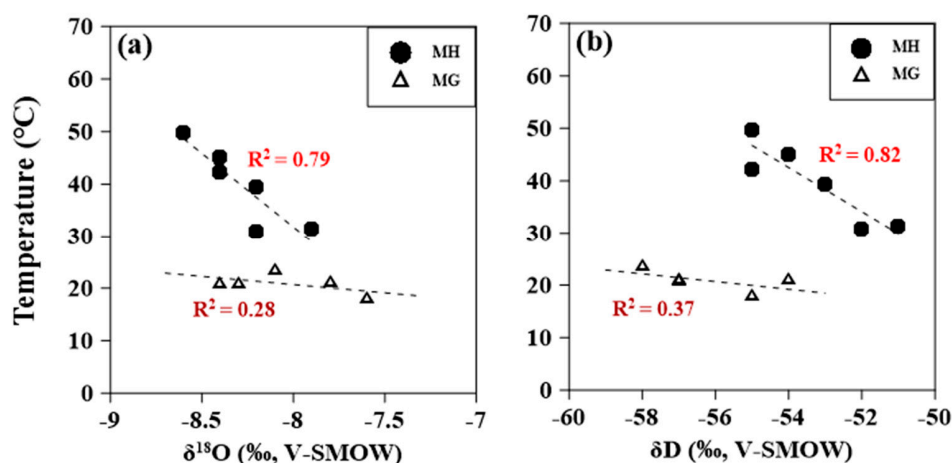 (a)
MH
MG
R² = 0.79
R² = 0.28
Temperature (°C)
70
60
50
40
30
20
10
0
-9
-8.5
-8
-7.5
-7
δ¹⁸O (‰, V-SMOW)
(b)
MH
MG
R² = 0.82
R² = 0.37
70
60
50
40
30
20
10
0
-60
-58
-56
-54
-52
-50
δD (‰, V-SMOW)